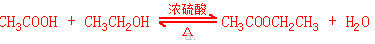 浓硫酸
CH₃COOH + CH₃CH₂OH ⇌ CH₃COOCH₂CH₃ + H₂O
△